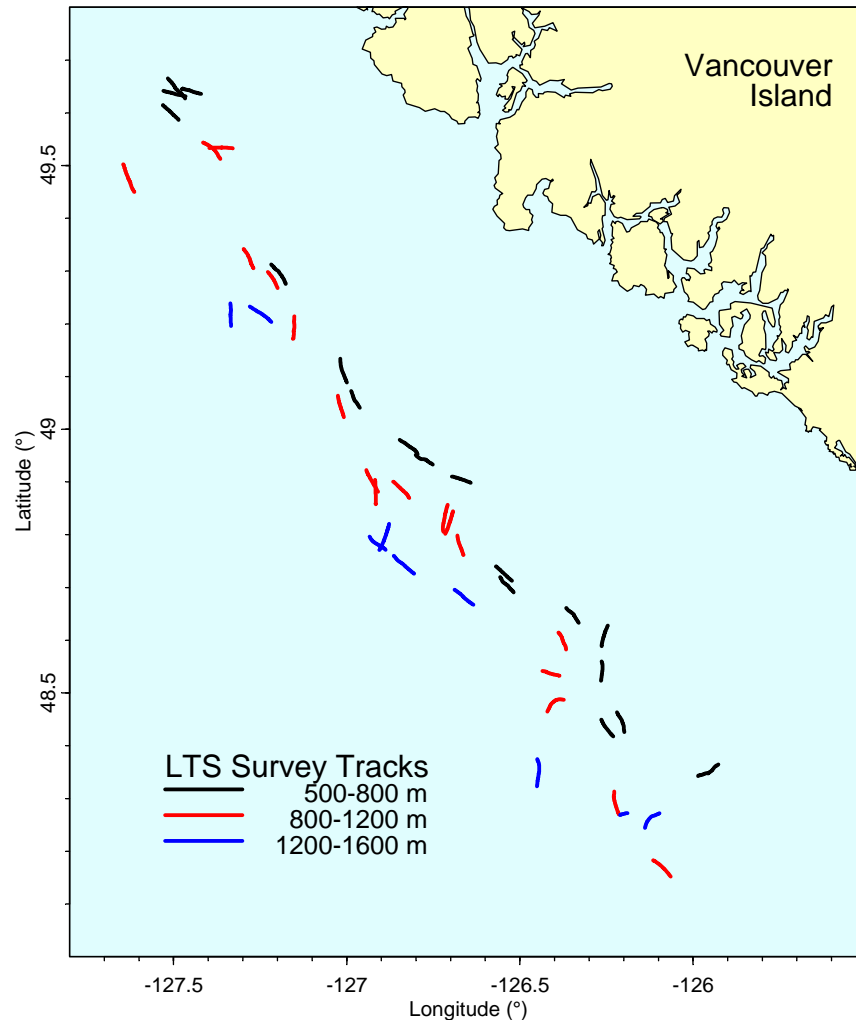 Vancouver
Island
49.5
49
48.5
Latitude (°)
LTS Survey Tracks
500-800 m
800-1200 m
1200-1600 m
-127.5
-127
-126.5
-126
Longitude (°)